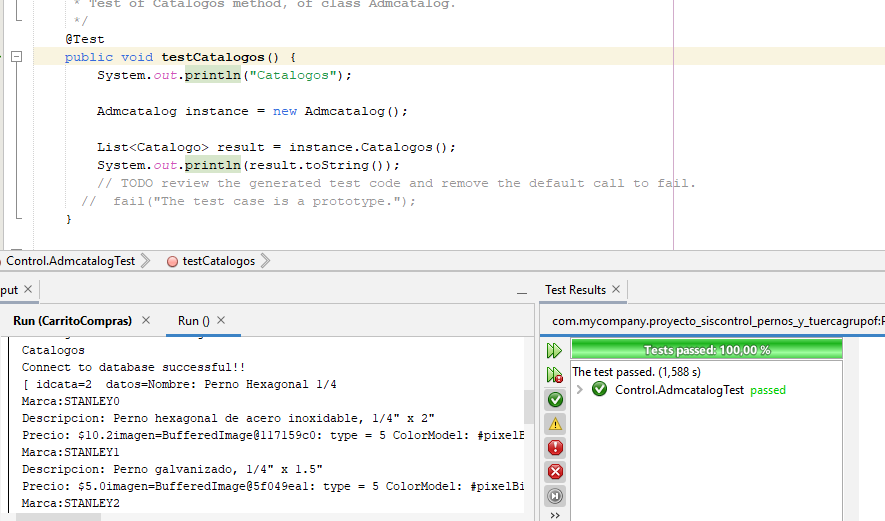 * Test of Catalogos method, of class Admcatalog.
*/
@Test
public void testCatalogos() {
System.out.println("Catalogos");
Admcatalog instance = new Admcatalog();
List<Catalogo> result = instance.Catalogos();
System.out.println(result.toString());
// TODO review the generated test code and remove the default call to fail.
// fail("The test case is a prototype.");
}
Control.AdmcatalogTest
testCatalogos
put ×
Run (CarritoCompras) ×
Run () ×
Catalogos
Connect to database successful!!
[ idcata=2 datos=Nombre: Perno Hexagonal 1/4
Marca:STANLEY0
Descripcion: Perno hexagonal de acero inoxidable, 1/4" x 2"
Precio: $10.2imagen=BufferedImage@117159c0: type = 5 ColorModel: #pixelB
Marca:STANLEY1
Descripcion: Perno galvanizado, 1/4" x 1.5"
Precio: $5.0imagen=BufferedImage@5f049ea1: type = 5 ColorModel: #pixelBi
Marca:STANLEY2
Test Results ×
com.mycompany:proyecto_siscontrol_pernos_y_tuercagrupof:P
Tests passed: 100,00 %
The test passed. (1,588 s)
Control.AdmcatalogTest passed